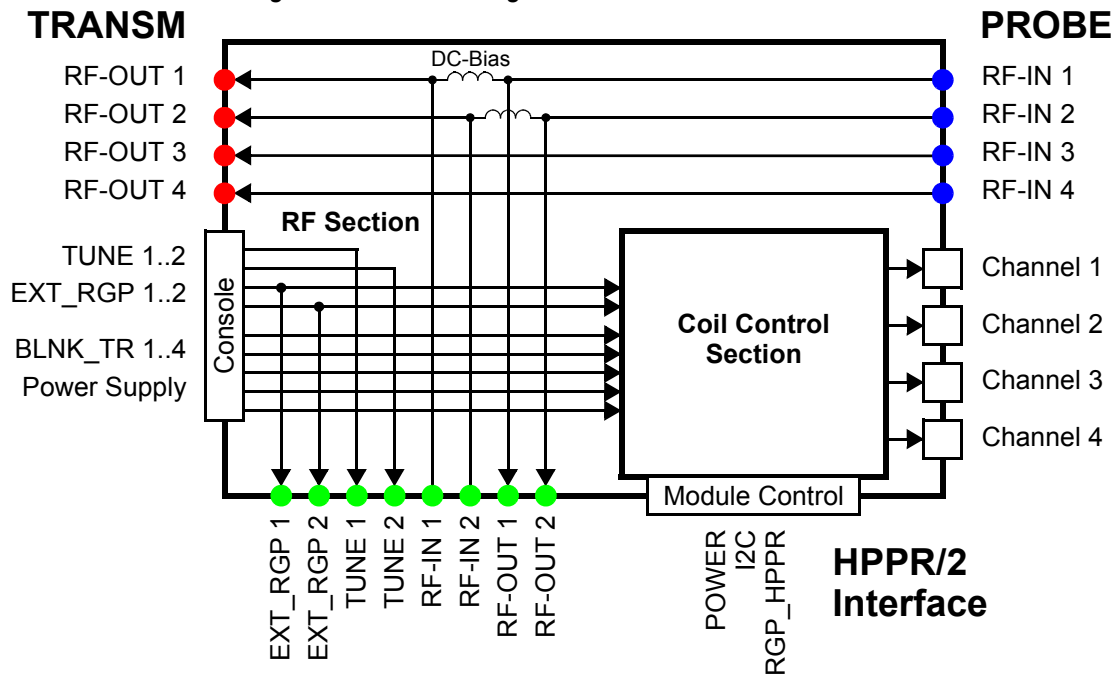 TRANSM
PROBE
DC-Bias
RF-OUT 1
RF-IN 1
RF-OUT 2
RF-IN 2
RF-OUT 3
RF-IN 3
RF-OUT 4
RF-IN 4
RF Section
TUNE 1..2
EXT_RGP 1..2
BLNK_TR 1..4
Power Supply
Console
Coil Control
Section
Channel 1
Channel 2
Channel 3
Channel 4
Module Control
EXT_RGP 1
EXT_RGP 2
TUNE 1
TUNE 2
RF-IN 1
RF-IN 2
RF-OUT 1
RF-OUT 2
POWER
I2C
RGP_HPPR
HPPR/2
Interface